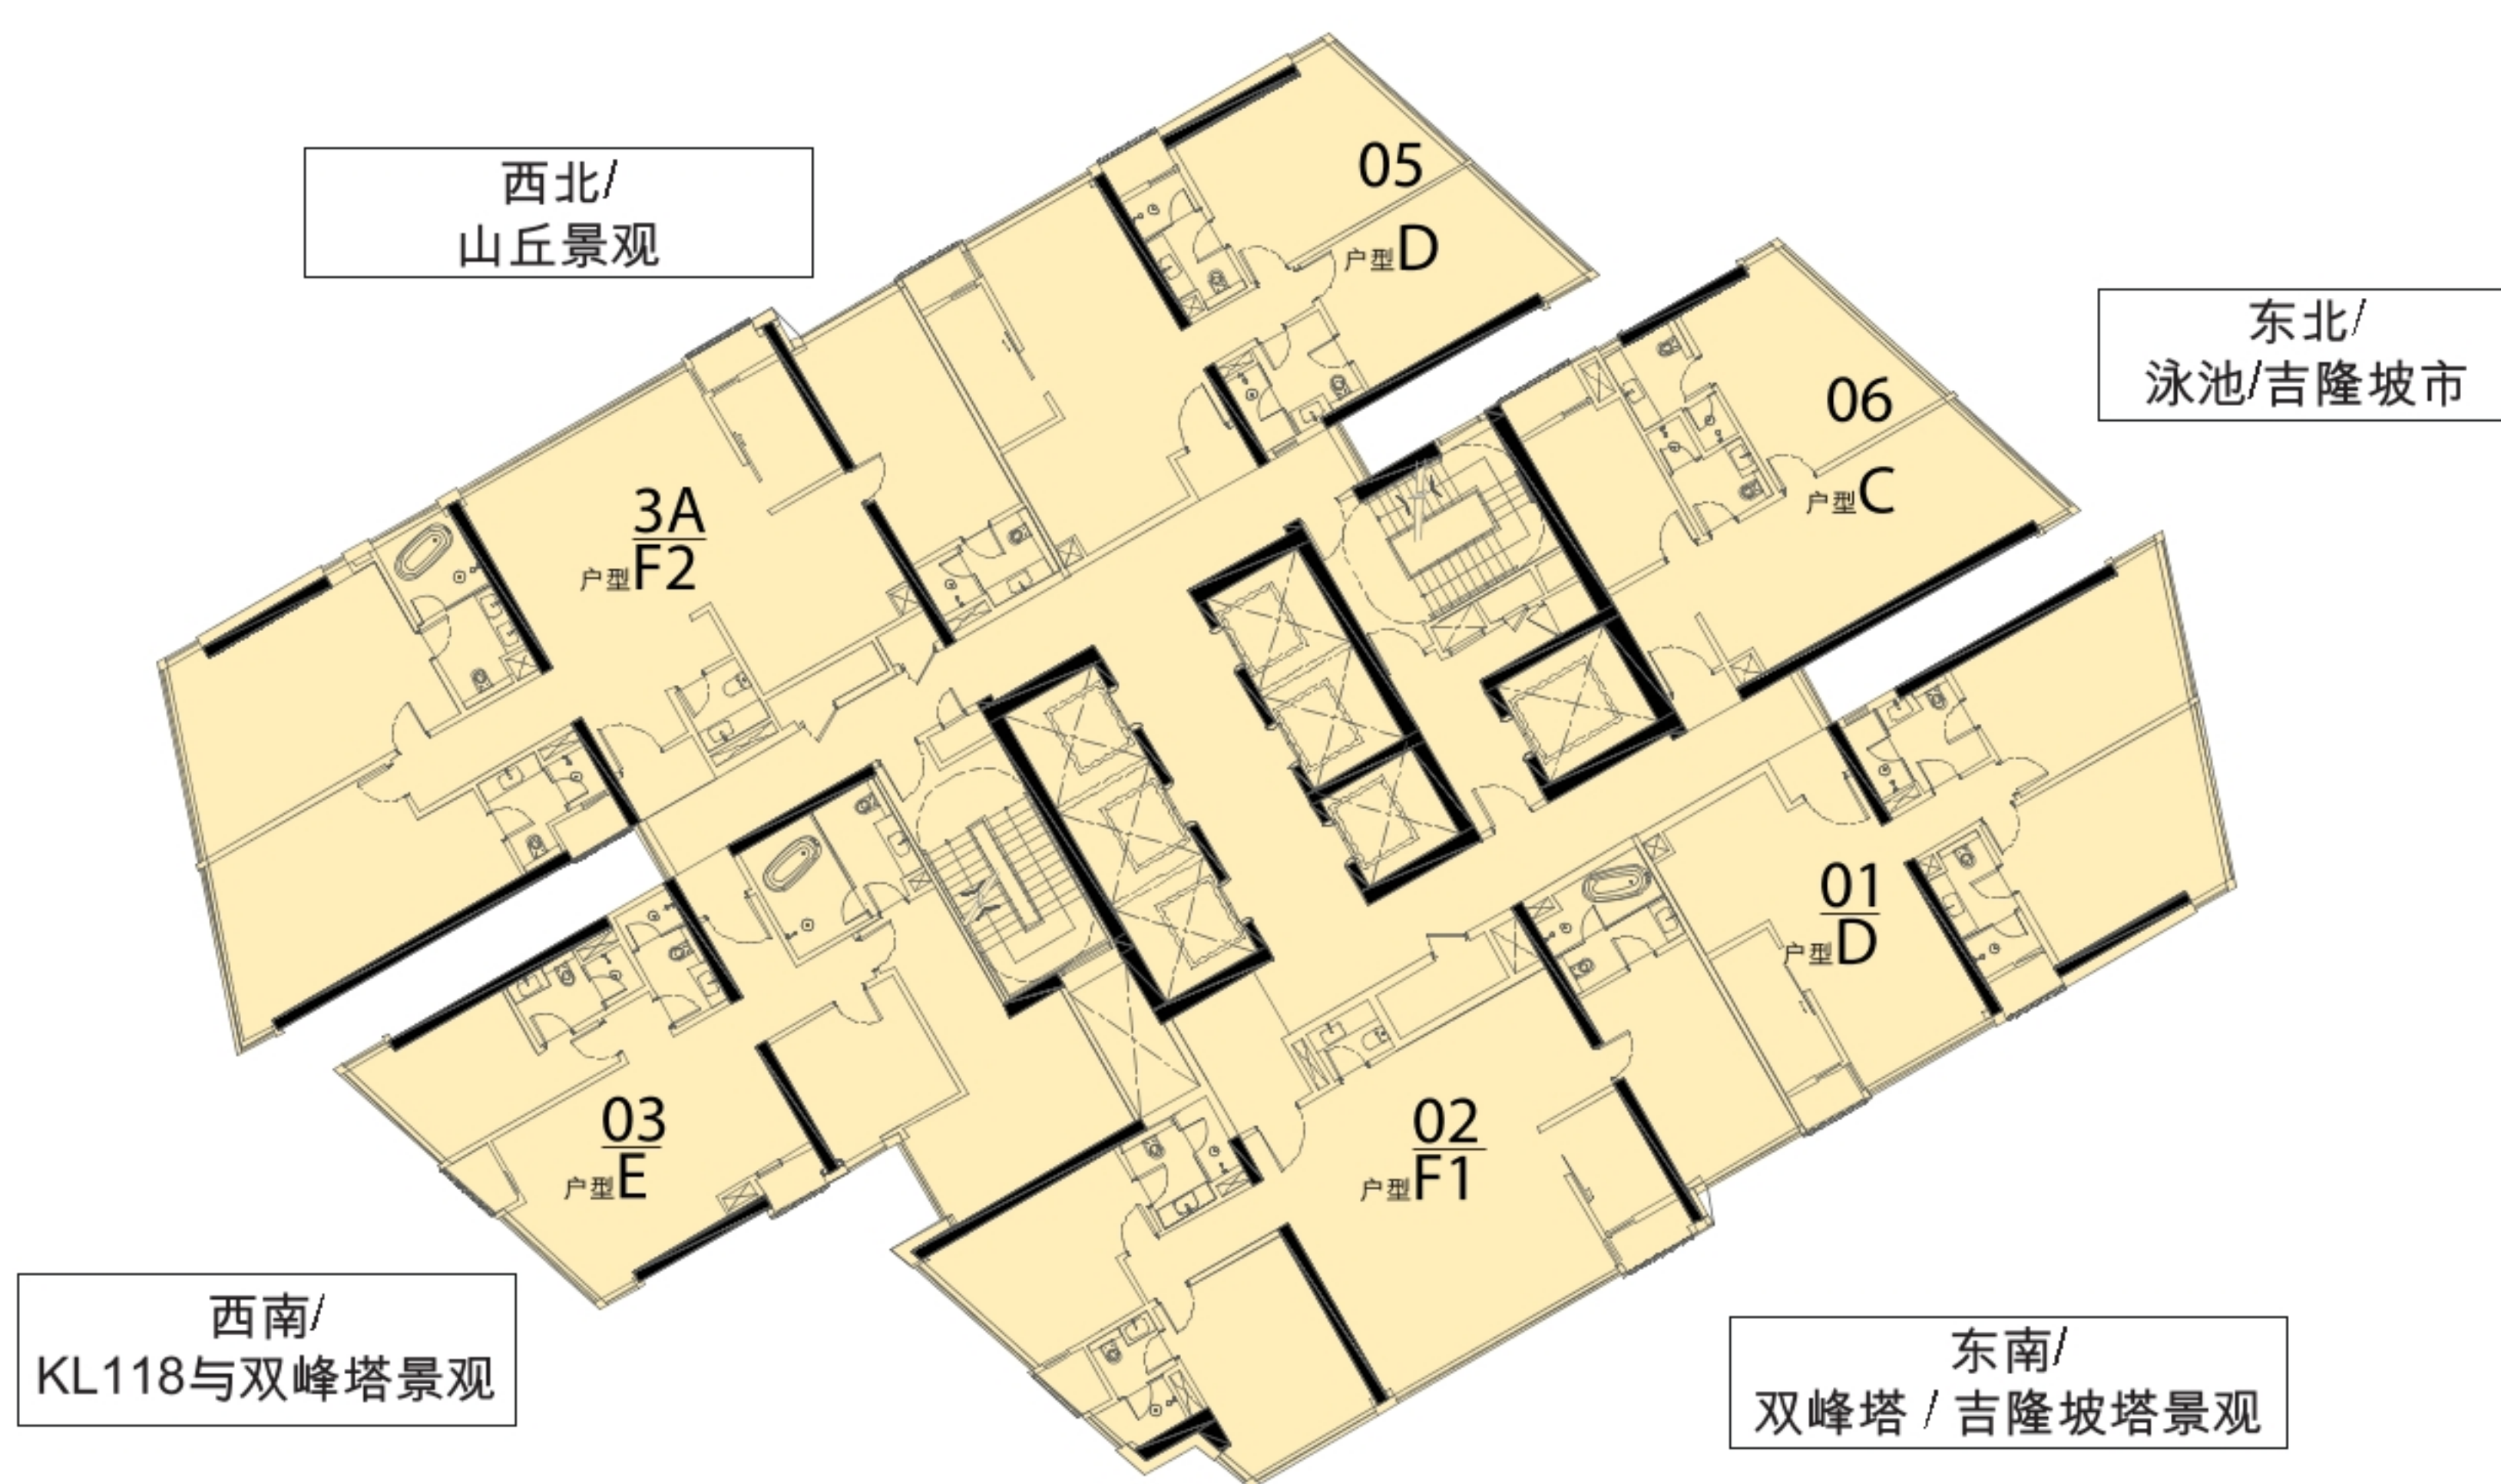 西北/
山丘景观
05
户型D
东北/
泳池/吉隆坡市
06
户型C
3A
户型F2
01
户型D
03
户型E
02
户型F1
西南/
KL118与双峰塔景观
东南/
双峰塔 / 吉隆坡塔景观